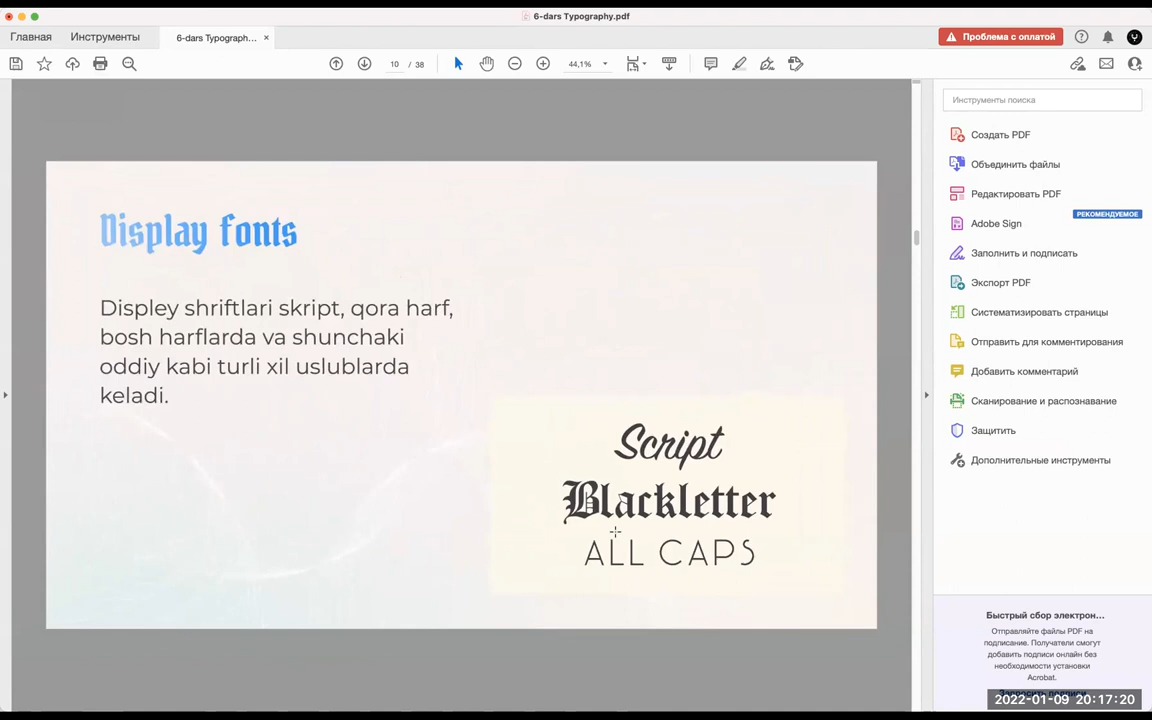 6-dars Typography.pdf
Главная
Инструменты
6-dars Typograph... ×
Проблема с оплатой
10 / 38
44,1%
Display fonts
Displey shriftlari skript, qora harf,
bosh harflarda va shunchaki
oddiy kabi turli xil uslublarda
keladi.
Script
Blackletter
ALL CAPS
Инструменты поиска
Создать PDF
Объединить файлы
Редактировать PDF
РЕКОМЕНДУЕМОЕ
Adobe Sign
Заполнить и подписать
Экспорт PDF
Систематизировать страницы
Отправить для комментирования
Добавить комментарий
Сканирование и распознавание
Защитить
Дополнительные инструменты
Быстрый сбор электрон...
Отправляйте файлы PDF на
подписание. Получатели смогут
добавить подписи онлайн без
необходимости установки
Acrobat.
2022-01-09 20:17:20